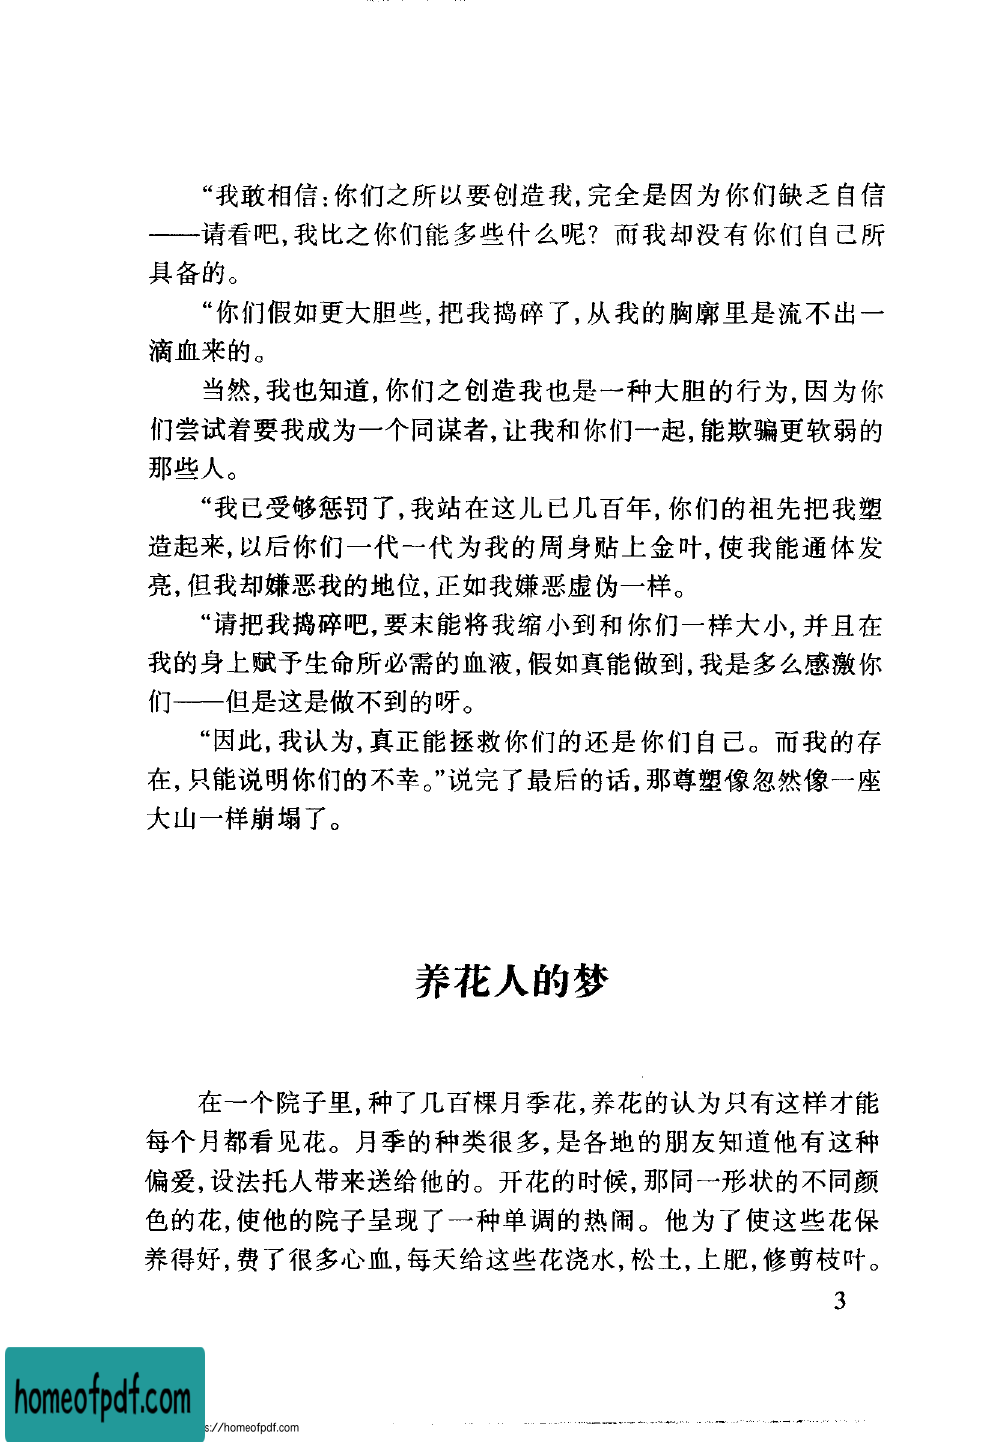 “我敢相信:你们之所以要创造我,完全是因为你们缺乏自信
——请看吧,我比之你们能多些什么呢? 而我却没有你们自己所
具备的。
“你们假如更大胆些,把我捣碎了,从我的胸廓里是流不出一
滴血来的。
当然,我也知道,你们之创造我也是一种大胆的行为,因为你
们尝试着要我成为一个同谋者,让我和你们一起,能欺骗更软弱的
那些人。
“我已受够惩罚了,我站在这儿已几百年,你们的祖先把我塑
造起来,以后你们一代一代为我的周身贴上金叶,使我能通体发
亮,但我却嫌恶我的地位,正如我嫌恶虚伪一样。
“请把我捣碎吧,要末能将我缩小到和你们一样大小,并且在
我的身上赋予生命所必需的血液,假如真能做到,我是多么感激你
们——但是这是做不到的呀。
“因此,我认为,真正能拯救你们的还是你们自己。而我的存
在,只能说明你们的不幸。”说完了最后的话,那尊塑像忽然像一座
大山一样崩塌了。
养花人的梦
在一个院子里,种了几百棵月季花,养花的认为只有这样才能
每个月都看见花。月季的种类很多,是各地的朋友知道他有这种
偏爱,设法托人带来送给他的。开花的时候,那同一形状的不同颜
色的花,使他的院子呈现了一种单调的热闹。他为了使这些花保
养得好,费了很多心血,每天给这些花浇水,松土,上肥,修剪枝叶。
3
homeofpdf.com
s://homeofpdf.com